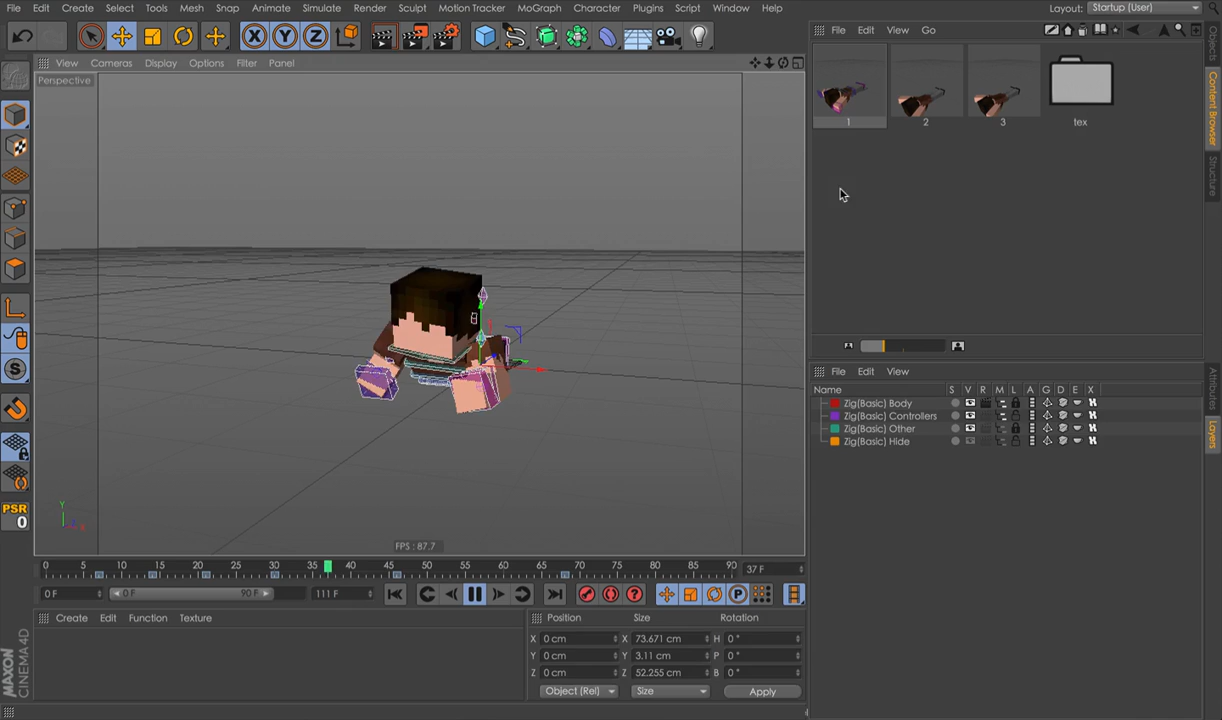 File Edit Create Select Tools Mesh Snap Animate Simulate Render Sculpt Motion Tracker MoGraph Character Plugins Script Window Help Layout: Startup (User)
X Y Z
File Edit View Go
View Cameras Display Options Filter Panel
Perspective
1 2 3 tex
Objects
Content Browser
Structure
File Edit View
Name S V R M L A G D E X
Zig(Basic) Body
Zig(Basic) Controllers
Zig(Basic) Other
Zig(Basic) Hide
Attributes
Layers
S
PSR
0
Y
FPS : 87.7
0 5 10 15 20 25 30 35 40 45 50 55 60 65 70 75 80 85 90 37 F
0 F 0 F 90 F 111 F P
Create Edit Function Texture
Position Size Rotation
X 0 cm X 73.671 cm H 0 °
Y 0 cm Y 3.11 cm P 0 °
Z 0 cm Z 52.255 cm B 0 °
Object (Rel) Size Apply
MAXON
CINEMA4D